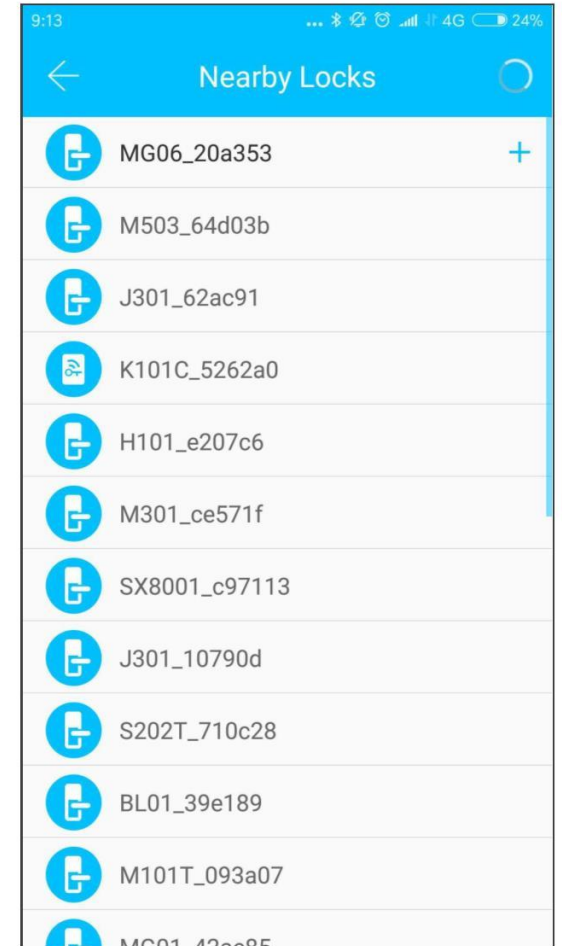 9:13 ... 4G 24%
Nearby Locks
MG06_20a353 +
M503_64d03b
J301_62ac91
K101C_5262a0
H101_e207c6
M301_ce571f
SX8001_c97113
J301_10790d
S202T_710c28
BL01_39e189
M101T_093a07